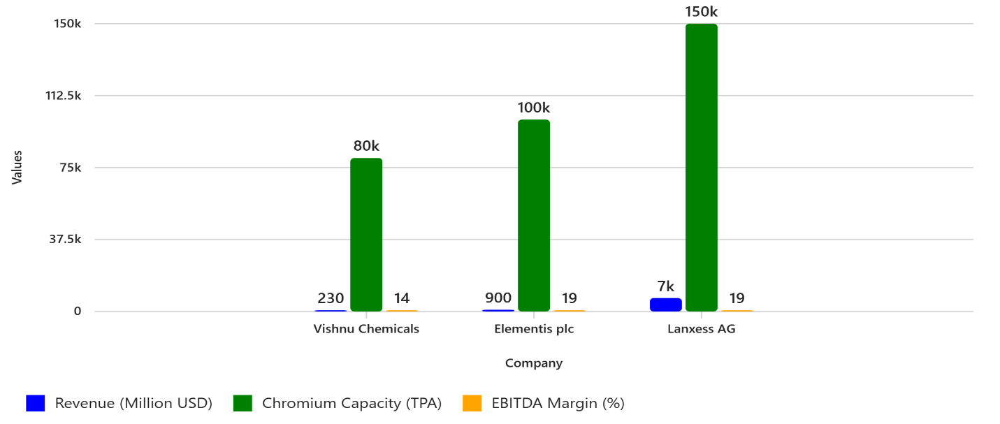 150k
150k
112.5k
100k
80k
75k
Values
37.5k
7k
230
14
900
19
19
0
Vishnu Chemicals
Elementis plc
Lanxess AG
Company
Revenue (Million USD)
Chromium Capacity (TPA)
EBITDA Margin (%)